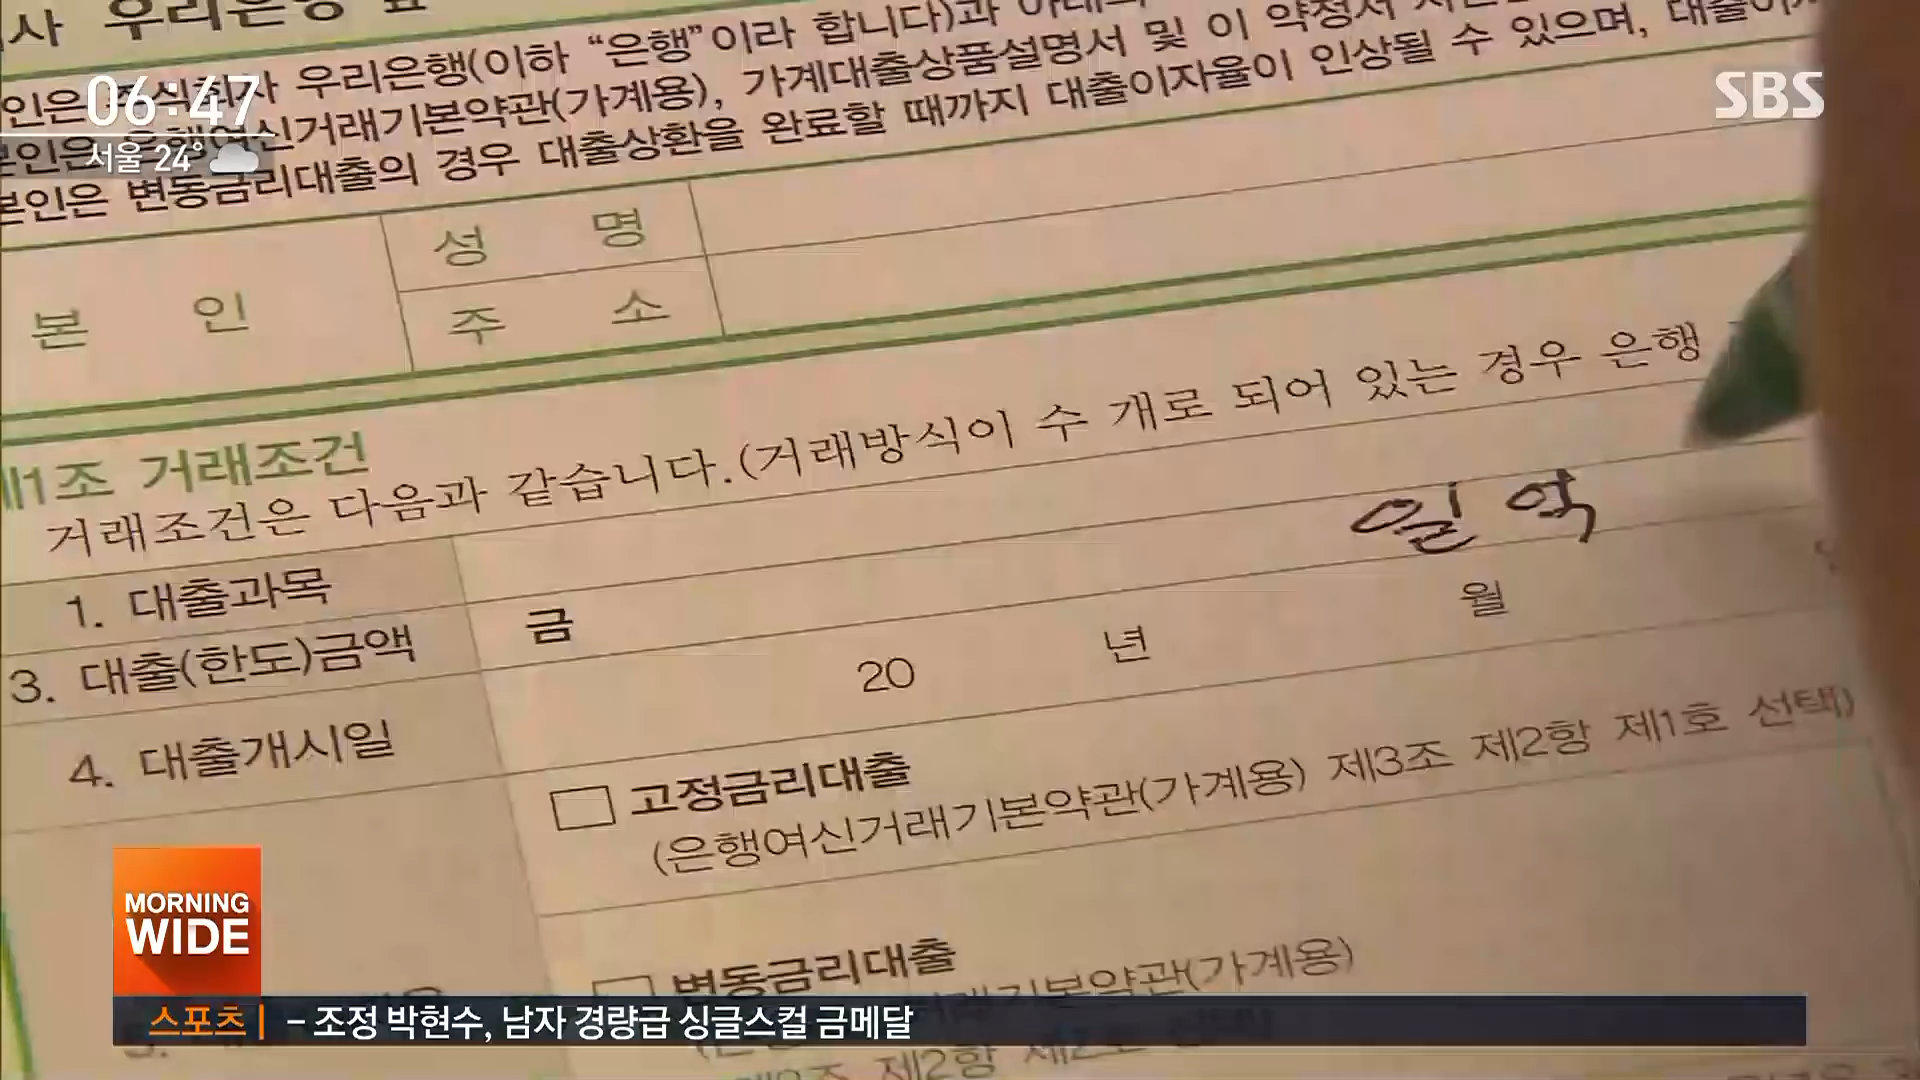 우리은행 앞
우리은행(이하 “은행”이라 합니다)과
은행여신거래기본약관(가계용), 가계대출상품설명서 및 이 약정서
본인은 변동금리대출의 경우 대출상환을 완료할 때까지 대출이자율이 인상될 수 있으며,
06:47
서울 24°
SBS
본 인
성 명
주 소
제1조 거래조건
거래조건은 다음과 같습니다.(거래방식이 수 개로 되어 있는 경우 은행
1. 대출과목
일 억
3. 대출(한도)금액
금
4. 대출개시일
20 년 월
고정금리대출
(은행여신거래기본약관(가계용) 제3조 제2항 제1호 선택)
변동금리대출
거래기본약관(가계용)
제2항
MORNING
WIDE
스포츠 | - 조정 박현수, 남자 경량급 싱글스컬 금메달
5.